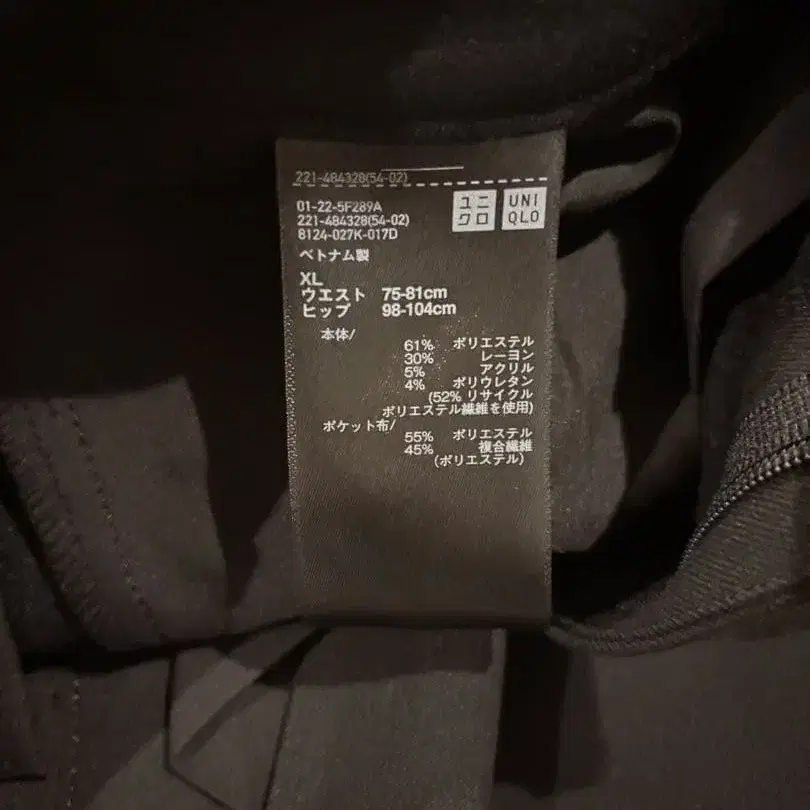 221-484328(54-02)
01-22-5F289A
221-484328(54-02)
8124-027K-017D
ユニ
クロ
UNI
QLO
ベトナム製
XL
ウエスト 75-81cm
ヒップ 98-104cm
本体/
61% ポリエステル
30% レーヨン
5% アクリル
4% ポリウレタン
(52% リサイクル
ポリエステル繊維を使用)
ポケット布/
55% ポリエステル
45% 複合繊維
(ポリエステル)